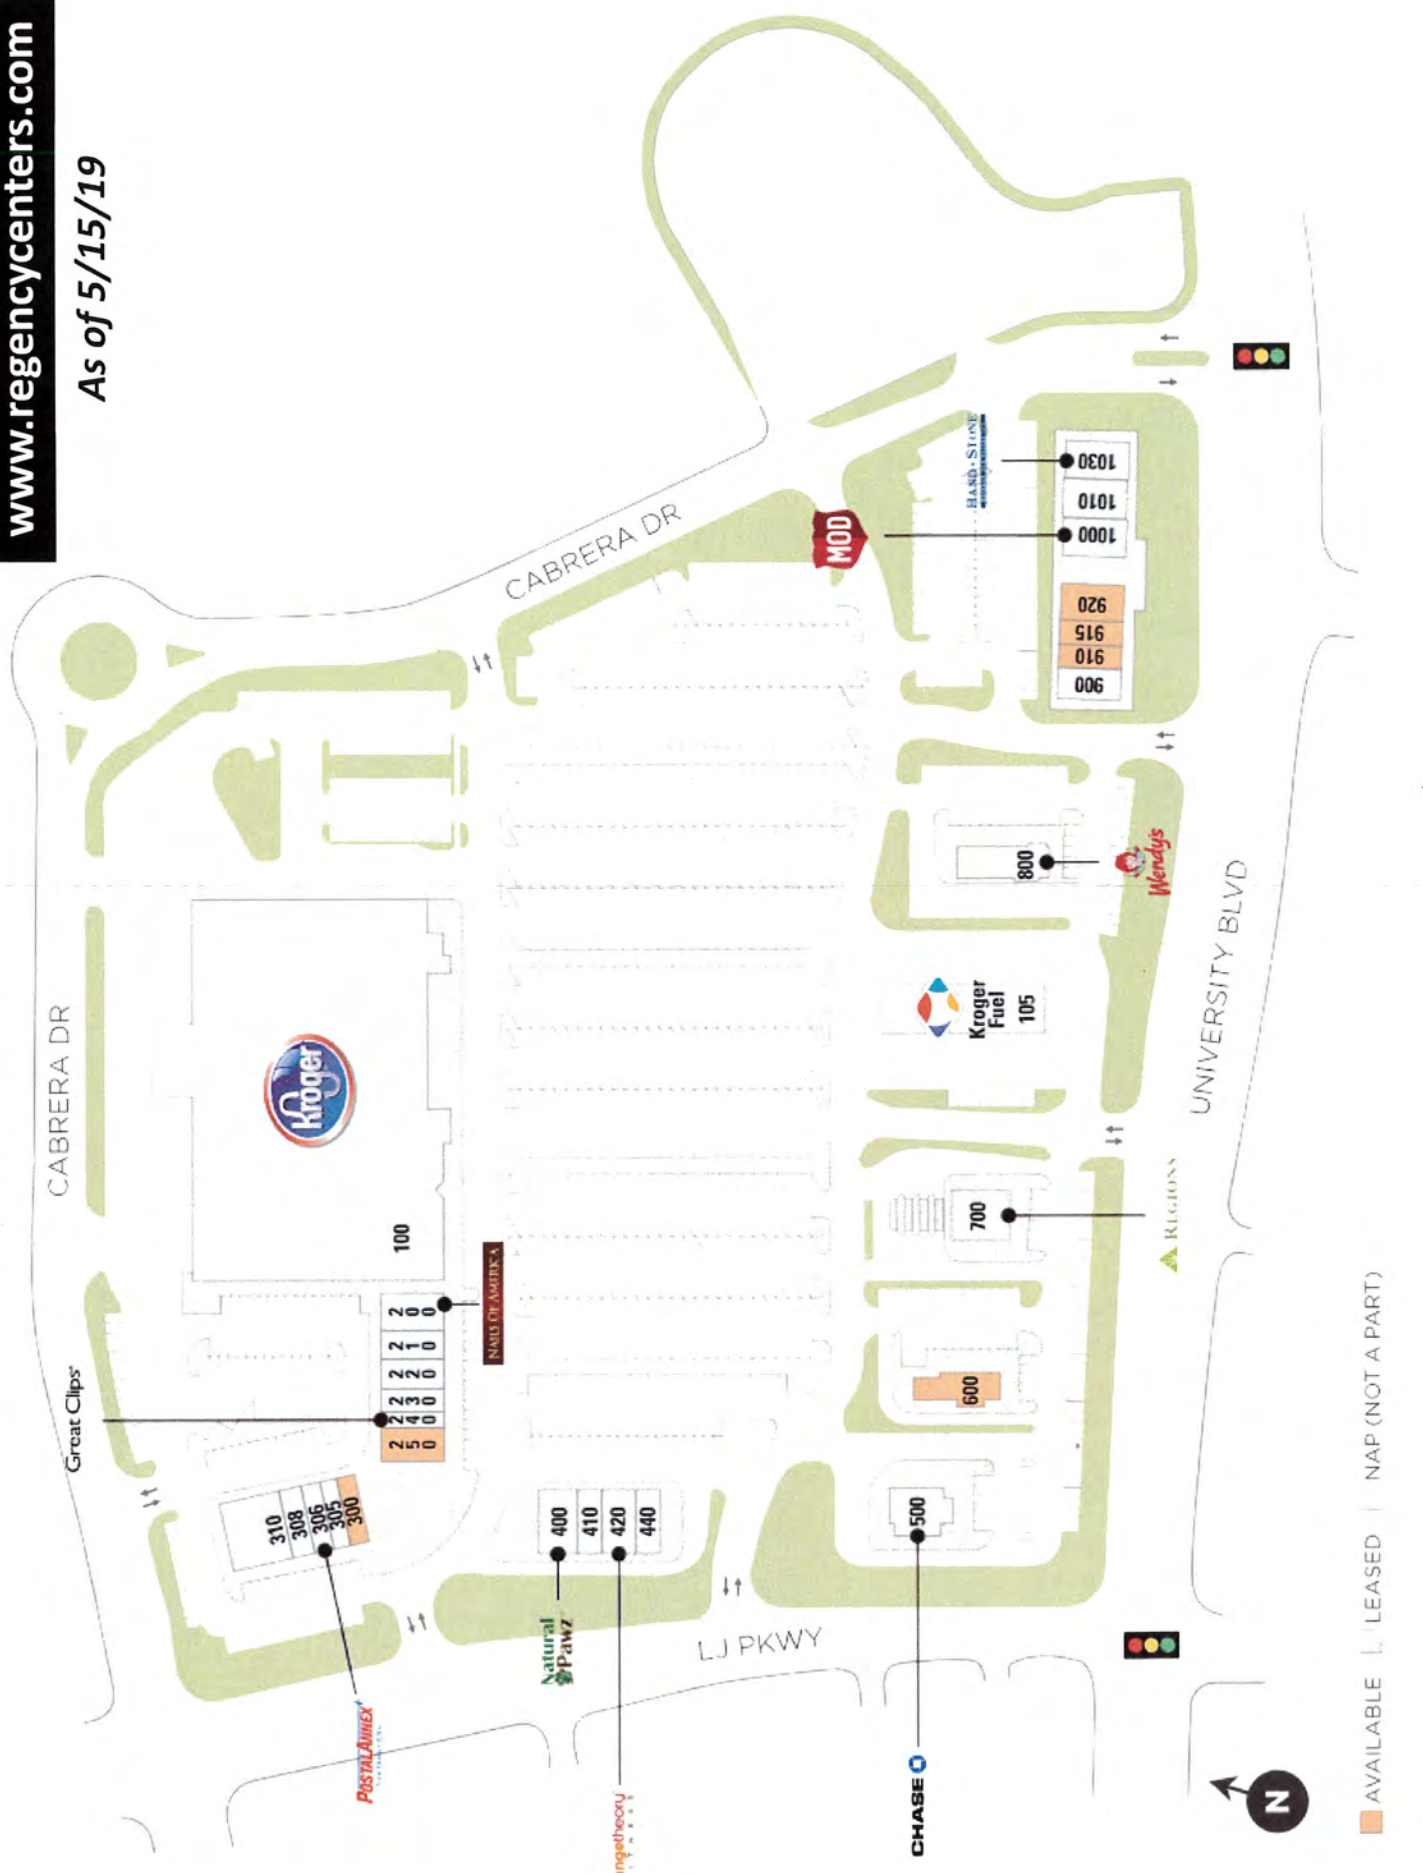 www.regencycenters.com
As of 5/15/19
CABRERA DR
CABRERA DR
Great Clips
Kroger
100
NAILS OF AMERICA
200
210
220
230
240
250
310
308
306
305
300
POSTALANNEX+
400
410
420
440
Natural
Pawz
ngetheory
LJ PKWY
CHASE
500
600
700
REGIONS
Kroger
Fuel
105
800
Wendy's
UNIVERSITY BLVD
MOD
HAND+STONE
900
910
915
920
1000
1010
1030
N
AVAILABLE | LEASED | NAP (NOT A PART)